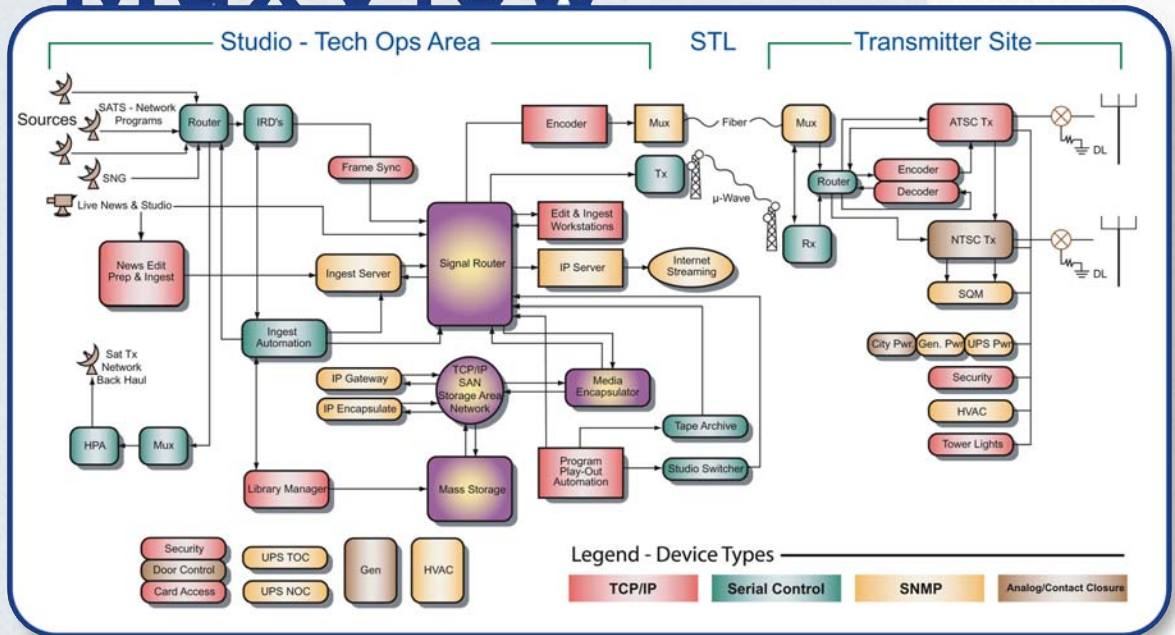 Studio - Tech Ops Area
STL
Transmitter Site
Sources
SATS - Network
Programs
SNG
Live News & Studio
Router
IRD's
Frame Sync
Encoder
Mux
Fiber
Mux
Tx
µ-Wave
Rx
Router
Encoder
Decoder
ATSC Tx
DL
NTSC Tx
DL
SQM
News Edit
Prep & Ingest
Ingest Server
Signal Router
Edit & Ingest
Workstations
IP Server
Internet
Streaming
Ingest
Automation
Sat Tx
Network
Back Haul
HPA
Mux
IP Gateway
IP Encapsulate
TCP/IP
SAN
Storage Area
Network
Media
Encapsulator
Tape Archive
Studio Switcher
Program
Play-Out
Automation
Library Manager
Mass Storage
City Pwr.
Gen. Pwr
UPS Pwr
Security
HVAC
Tower Lights
Security
Door Control
Card Access
UPS TOC
UPS NOC
Gen
HVAC
Legend - Device Types
TCP/IP
Serial Control
SNMP
Analog/Contact Closure